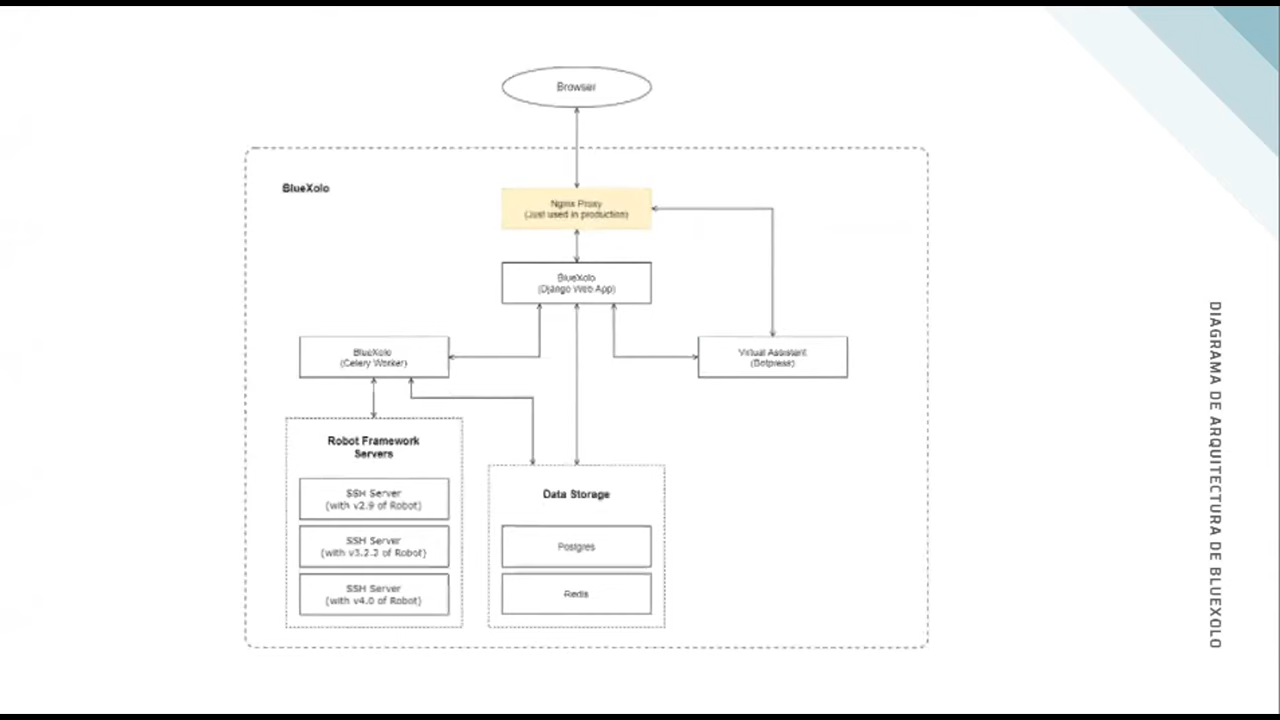 Browser
BlueXolo
Nginx Proxy
(Just used in production)
BlueXolo
(Django Web App)
BlueXolo
(Celery Worker)
Virtual Assistant
(Botpress)
Robot Framework
Servers
SSH Server
(with v2.9 of Robot)
SSH Server
(with v3.2.2 of Robot)
SSH Server
(with v4.0 of Robot)
Data Storage
Postgres
Redis
DIAGRAMA DE ARQUITECTURA DE BLUEXOLO